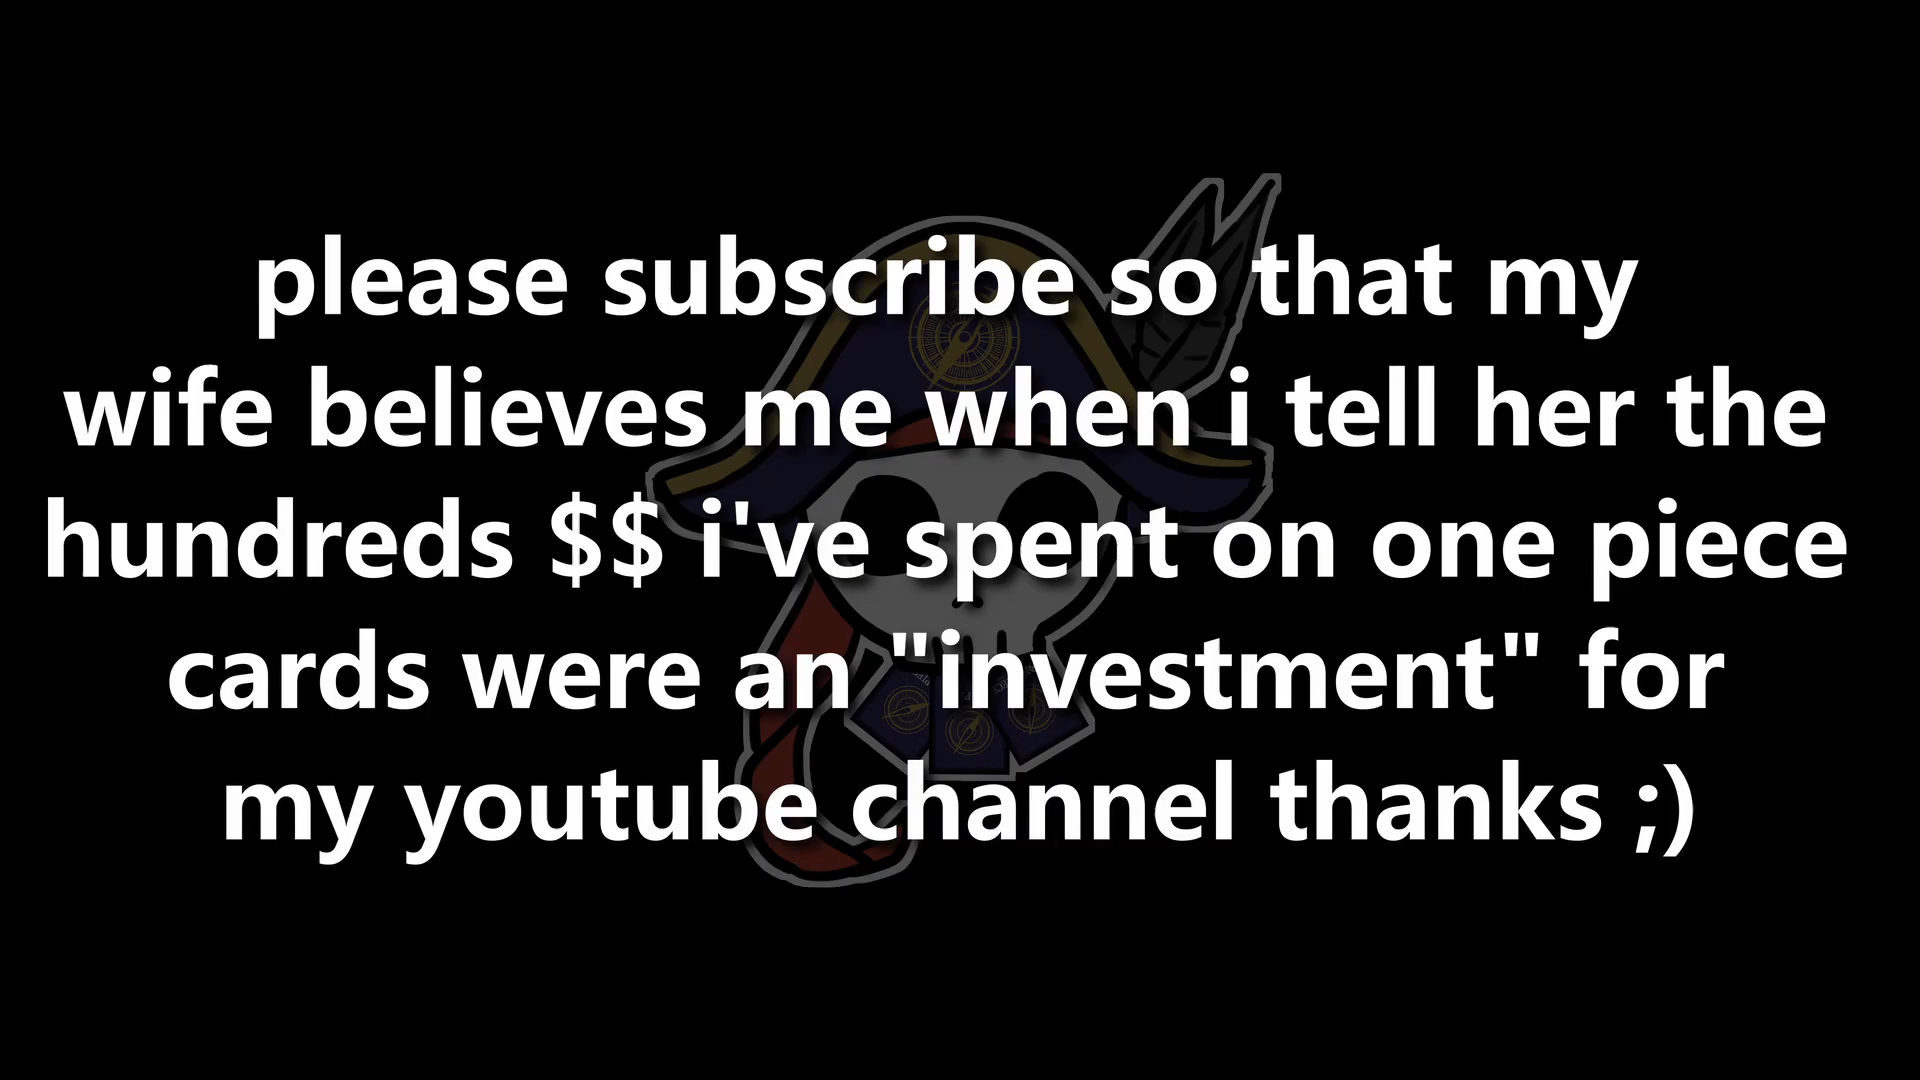 please subscribe so that my
wife believes me when i tell her the
hundreds $$ i've spent on one piece
cards were an "investment" for
my youtube channel thanks ;)